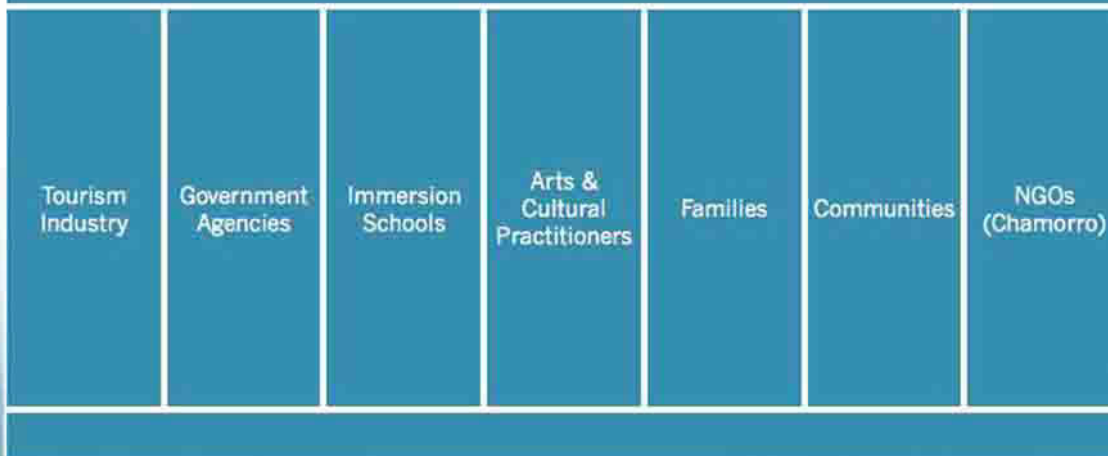 Tourism
Industry
Government
Agencies
Immersion
Schools
Arts &
Cultural
Practitioners
Families
Communities
NGOs
(Chamorro)